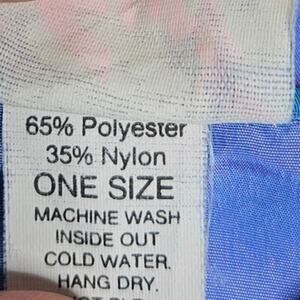 65% Polyester
35% Nylon
ONE SIZE
MACHINE WASH
INSIDE OUT
COLD WATER.
HANG DRY.